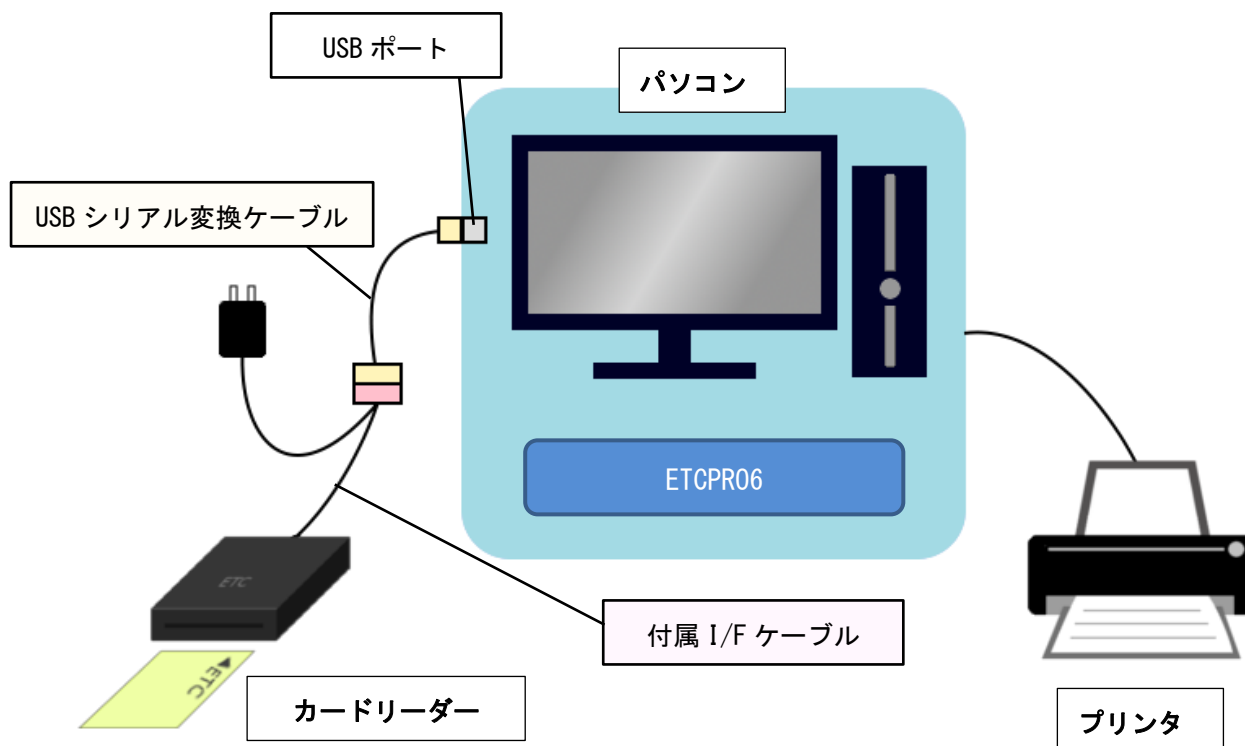 USB ポート
パソコン
USB シリアル変換ケーブル
ETCPRO6
ETC
付属 I/F ケーブル
◀ETC
カードリーダー
プリンタ